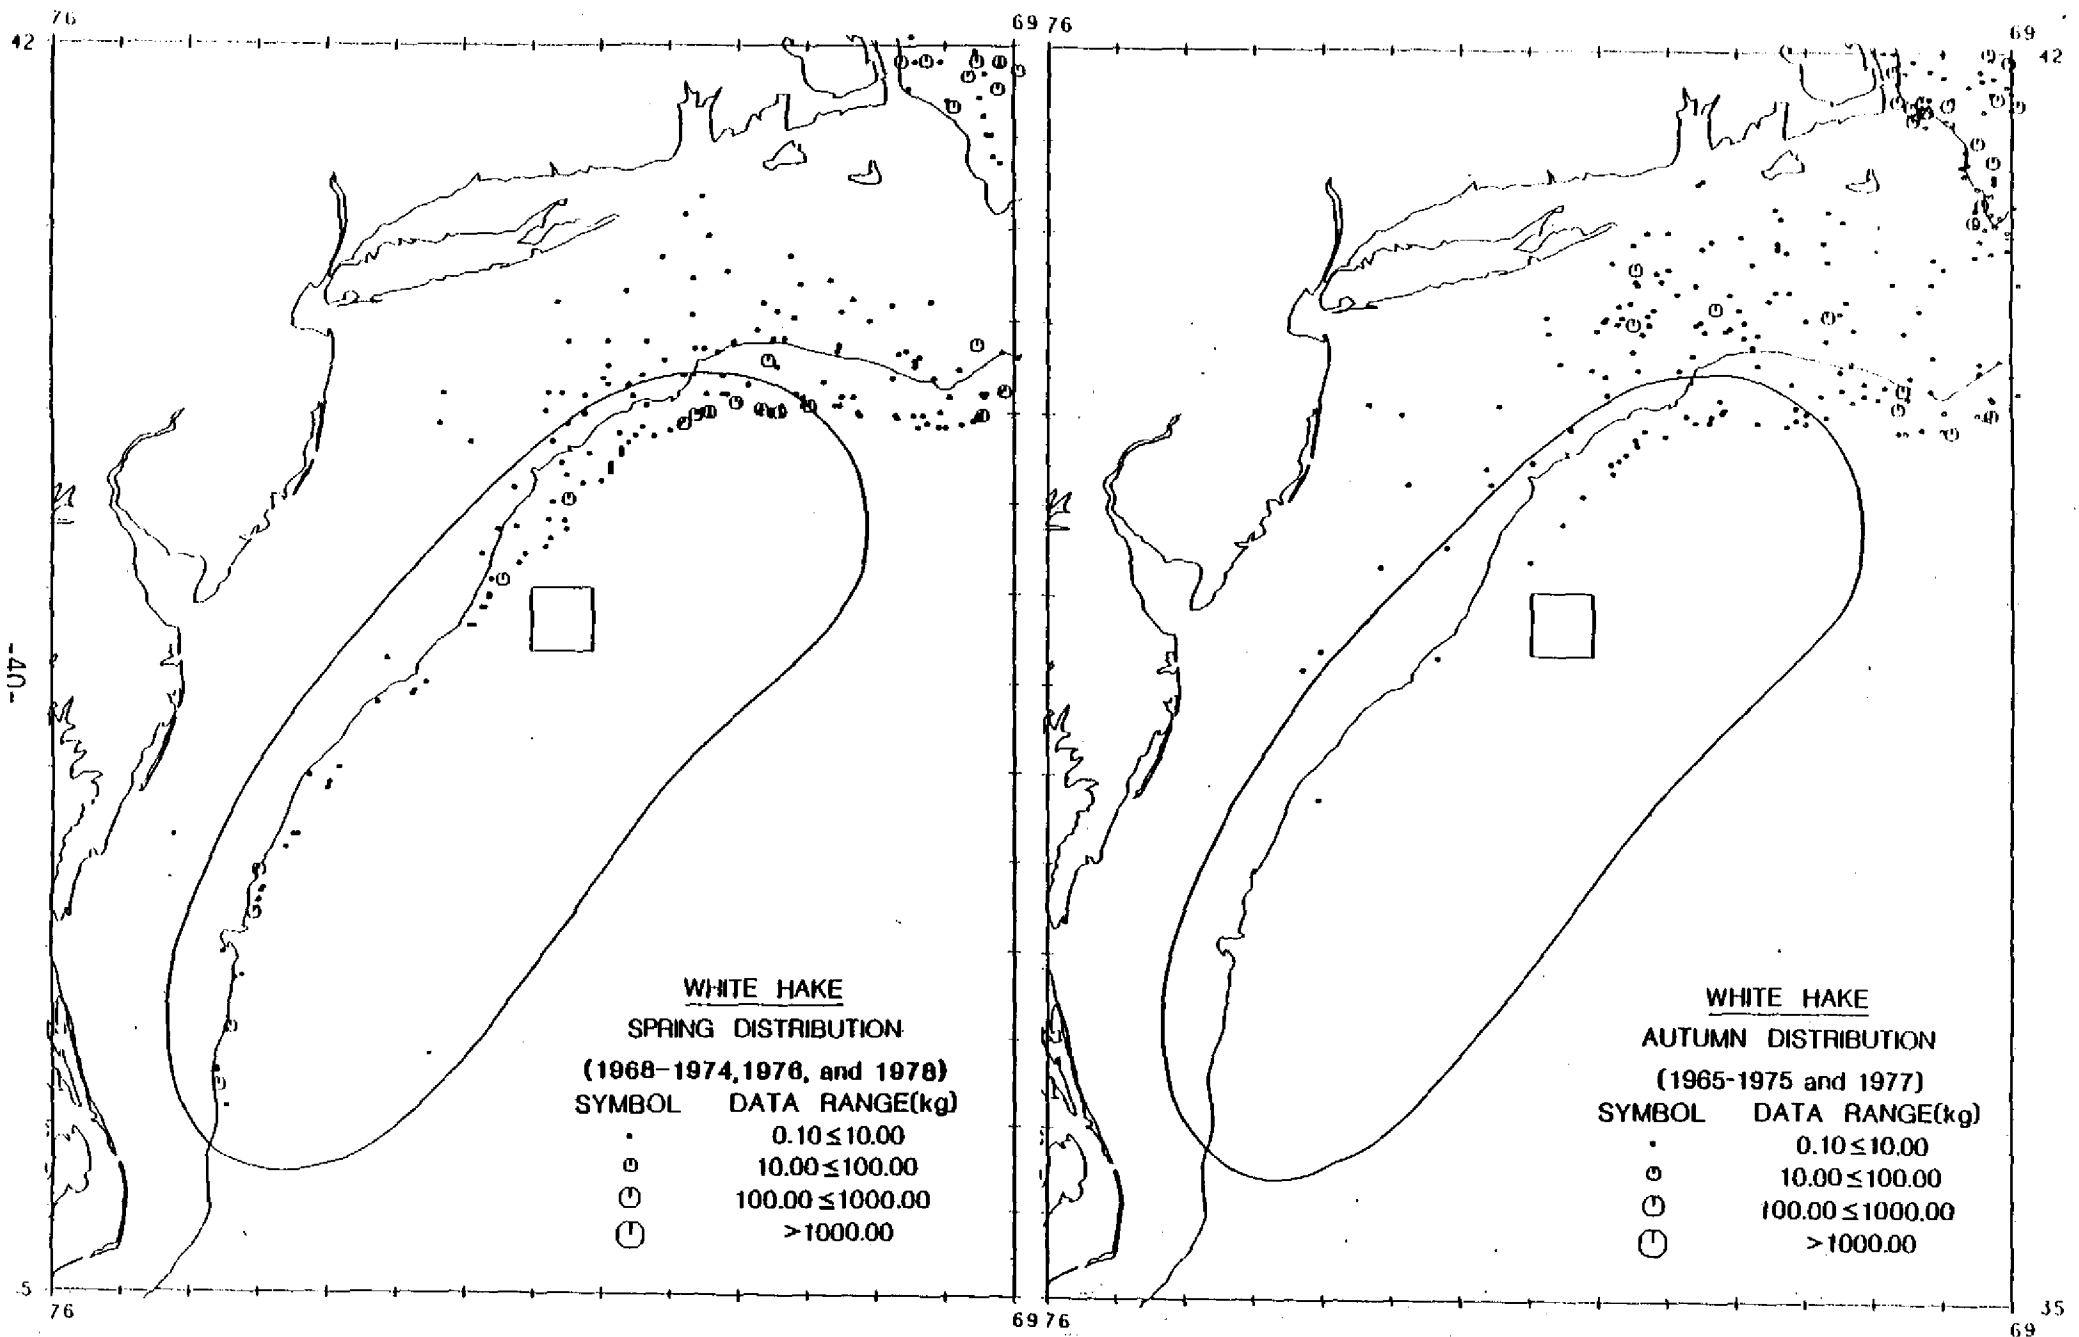 76
69 76
69
42
42
-40-
WHITE HAKE
SPRING DISTRIBUTION
(1968-1974,1976, and 1978)
SYMBOL DATA RANGE(kg)
0.10≤10.00
10.00≤100.00
100.00≤1000.00
>1000.00
WHITE HAKE
AUTUMN DISTRIBUTION
(1965-1975 and 1977)
SYMBOL DATA RANGE(kg)
0.10≤10.00
10.00≤100.00
100.00≤1000.00
>1000.00
5
35
76
69 76
69